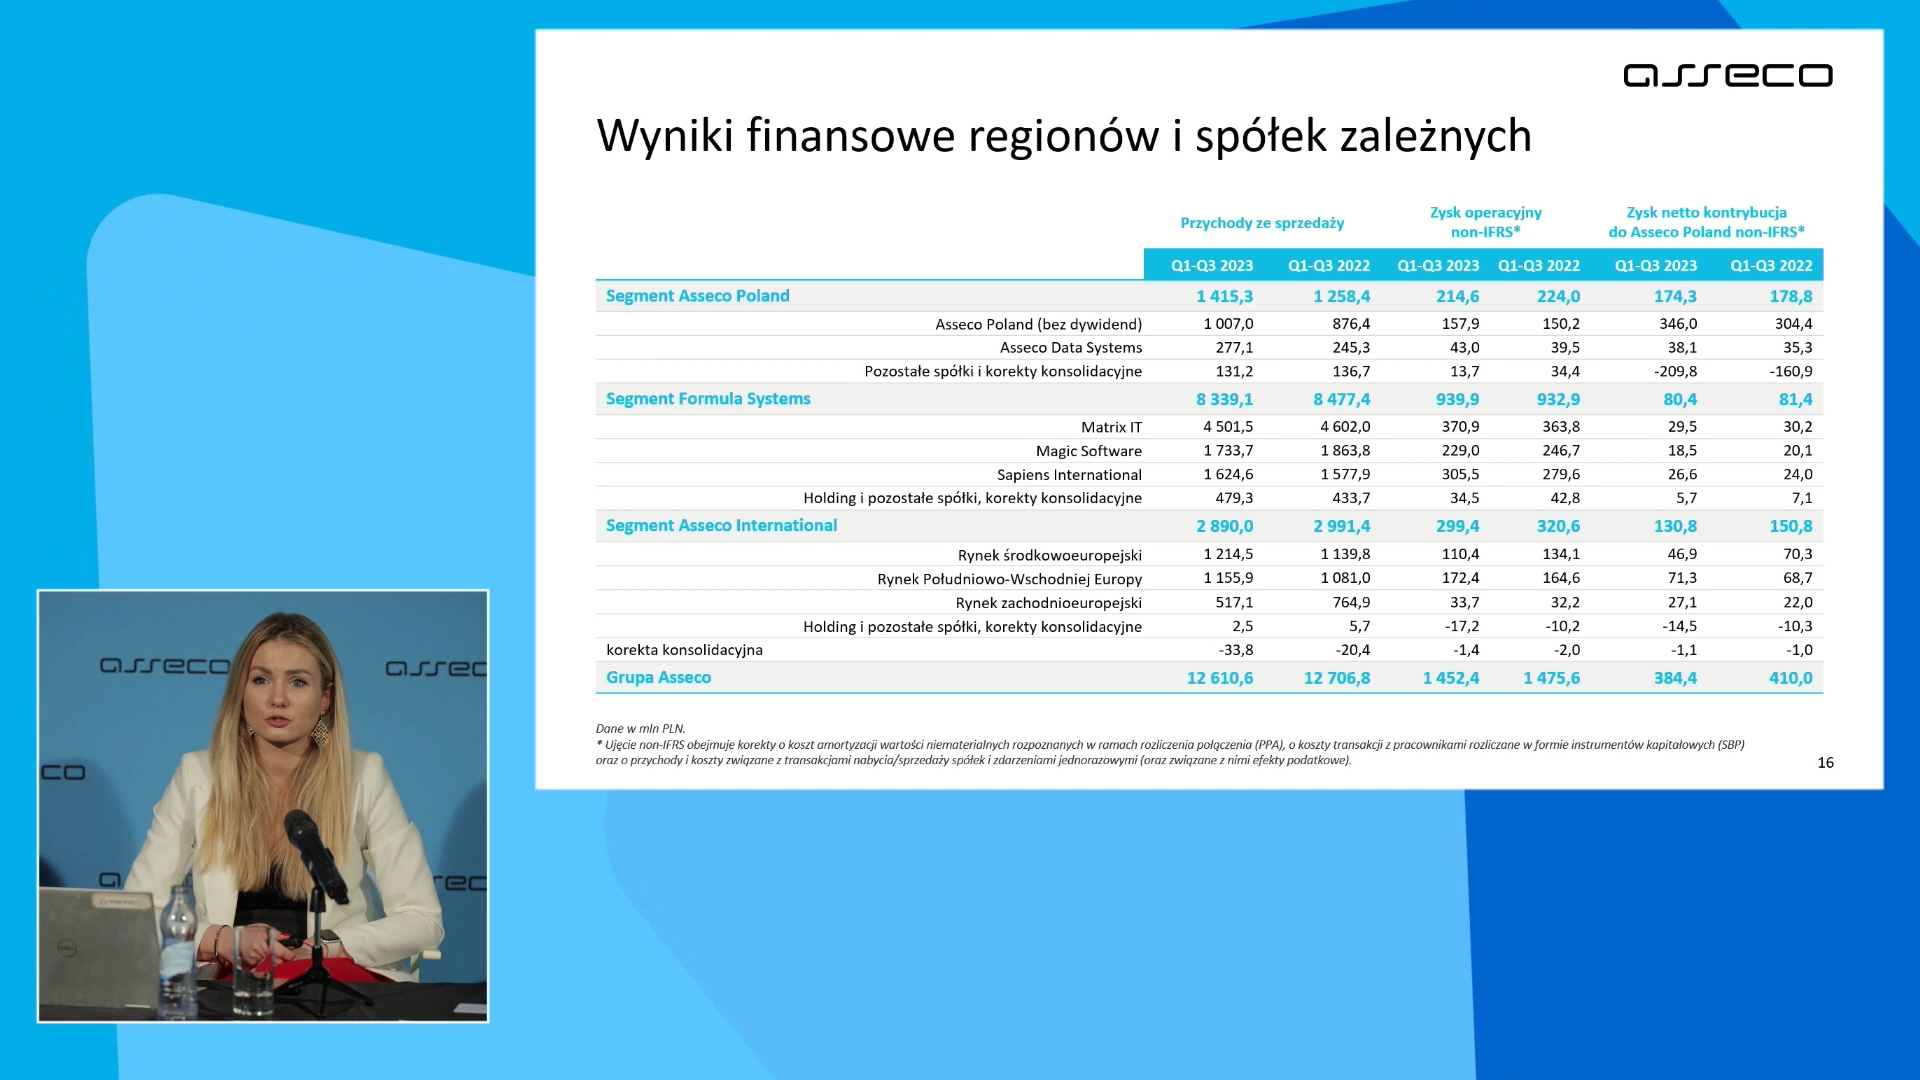 asseco
Wyniki finansowe regionów i spółek zależnych
Przychody ze sprzedaży
Zysk operacyjny
non-IFRS*
Zysk netto kontrybucja
do Asseco Poland non-IFRS*
Q1-Q3 2023 Q1-Q3 2022 Q1-Q3 2023 Q1-Q3 2022 Q1-Q3 2023 Q1-Q3 2022
Segment Asseco Poland 1 415,3 1 258,4 214,6 224,0 174,3 178,8
Asseco Poland (bez dywidend) 1 007,0 876,4 157,9 150,2 346,0 304,4
Asseco Data Systems 277,1 245,3 43,0 39,5 38,1 35,3
Pozostałe spółki i korekty konsolidacyjne 131,2 136,7 13,7 34,4 -209,8 -160,9
Segment Formula Systems 8 339,1 8 477,4 939,9 932,9 80,4 81,4
Matrix IT 4 501,5 4 602,0 370,9 363,8 29,5 30,2
Magic Software 1 733,7 1 863,8 229,0 246,7 18,5 20,1
Sapiens International 1 624,6 1 577,9 305,5 279,6 26,6 24,0
Holding i pozostałe spółki, korekty konsolidacyjne 479,3 433,7 34,5 42,8 5,7 7,1
Segment Asseco International 2 890,0 2 991,4 299,4 320,6 130,8 150,8
Rynek środkowoeuropejski 1 214,5 1 139,8 110,4 134,1 46,9 70,3
Rynek Południowo-Wschodniej Europy 1 155,9 1 081,0 172,4 164,6 71,3 68,7
Rynek zachodnioeuropejski 517,1 764,9 33,7 32,2 27,1 22,0
Holding i pozostałe spółki, korekty konsolidacyjne 2,5 5,7 -17,2 -10,2 -14,5 -10,3
korekta konsolidacyjna -33,8 -20,4 -1,4 -2,0 -1,1 -1,0
Grupa Asseco 12 610,6 12 706,8 1 452,4 1 475,6 384,4 410,0
Dane w mln PLN.
* Ujęcie non-IFRS obejmuje korekty o koszt amortyzacji wartości niematerialnych rozpoznanych w ramach rozliczenia połączenia (PPA), o koszty transakcji z pracownikami rozliczane w formie instrumentów kapitałowych (SBP)
oraz o przychody i koszty związane z transakcjami nabycia/sprzedaży spółek i zdarzeniami jednorazowymi (oraz związane z nimi efekty podatkowe).
16
asseco
assec
co
eco
DELL